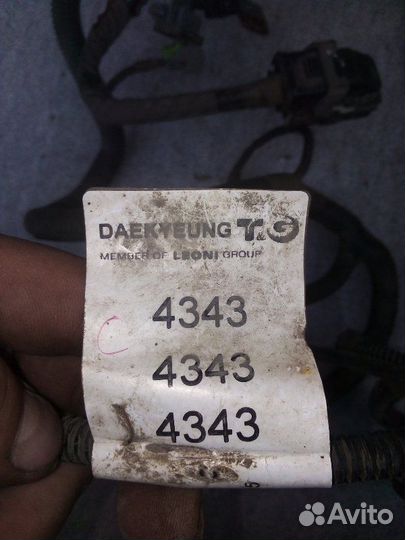 DAEKYEUNG T&G
MEMBER OF LEONI GROUP
4343
4343
4343
Avito